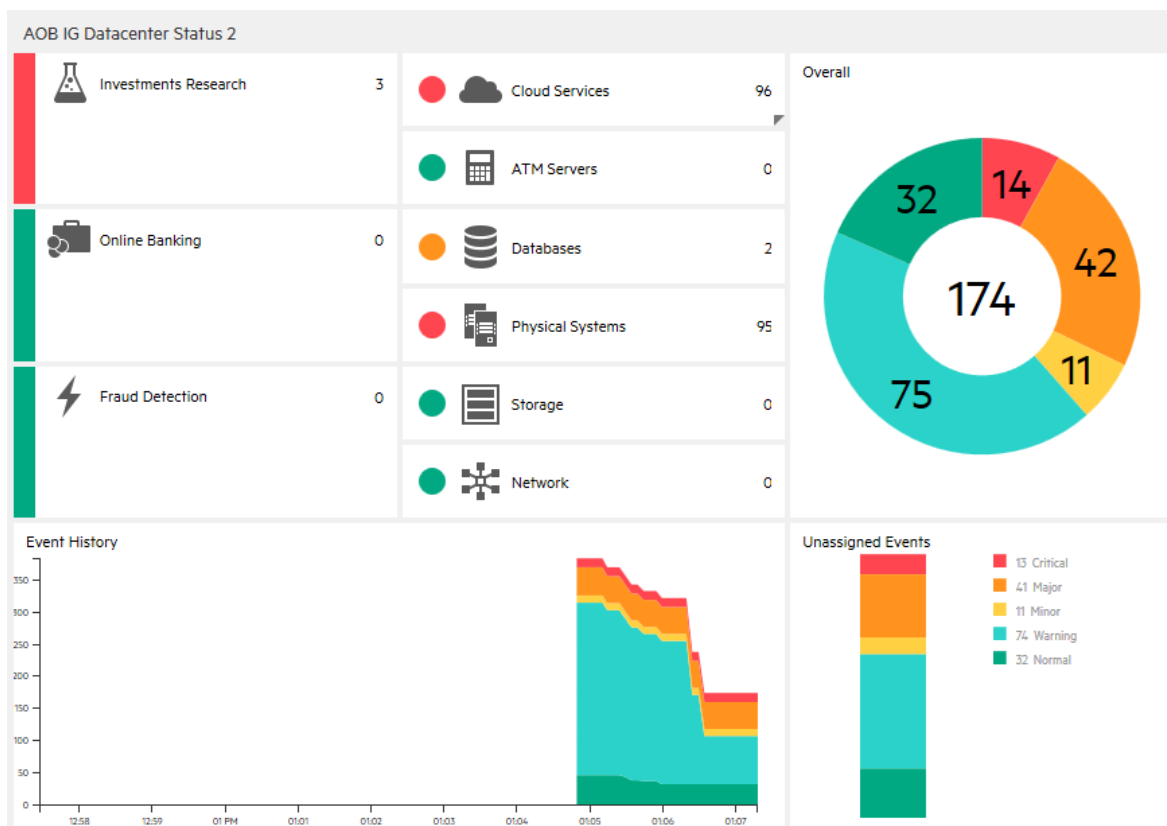 AOB IG Datacenter Status 2
Investments Research 3
Online Banking 0
Fraud Detection 0
Cloud Services 96
ATM Servers 0
Databases 2
Physical Systems 95
Storage 0
Network 0
Overall
14
42
11
75
32
174
Event History
350
300
250
200
150
100
50
0
12:58 12:59 01 PM 01:01 01:02 01:03 01:04 01:05 01:06 01:07
Unassigned Events
13 Critical
41 Major
11 Minor
74 Warning
32 Normal